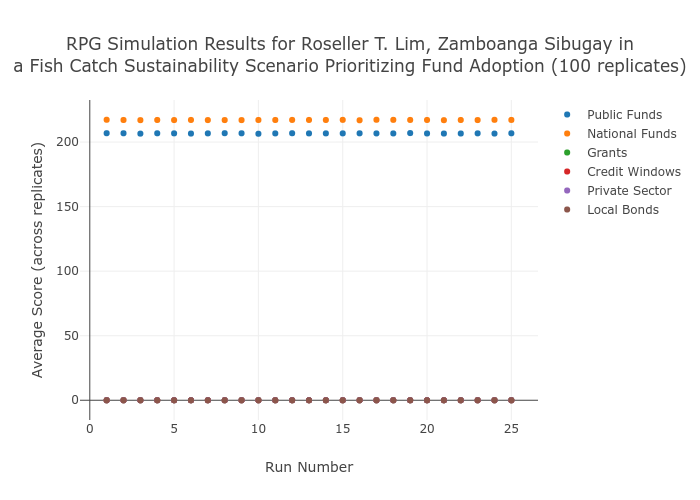 RPG Simulation Results for Roseller T. Lim, Zamboanga Sibugay in
a Fish Catch Sustainability Scenario Prioritizing Fund Adoption (100 replicates)
Average Score (across replicates)
200
150
100
50
0
0 5 10 15 20 25
Run Number
Public Funds
National Funds
Grants
Credit Windows
Private Sector
Local Bonds